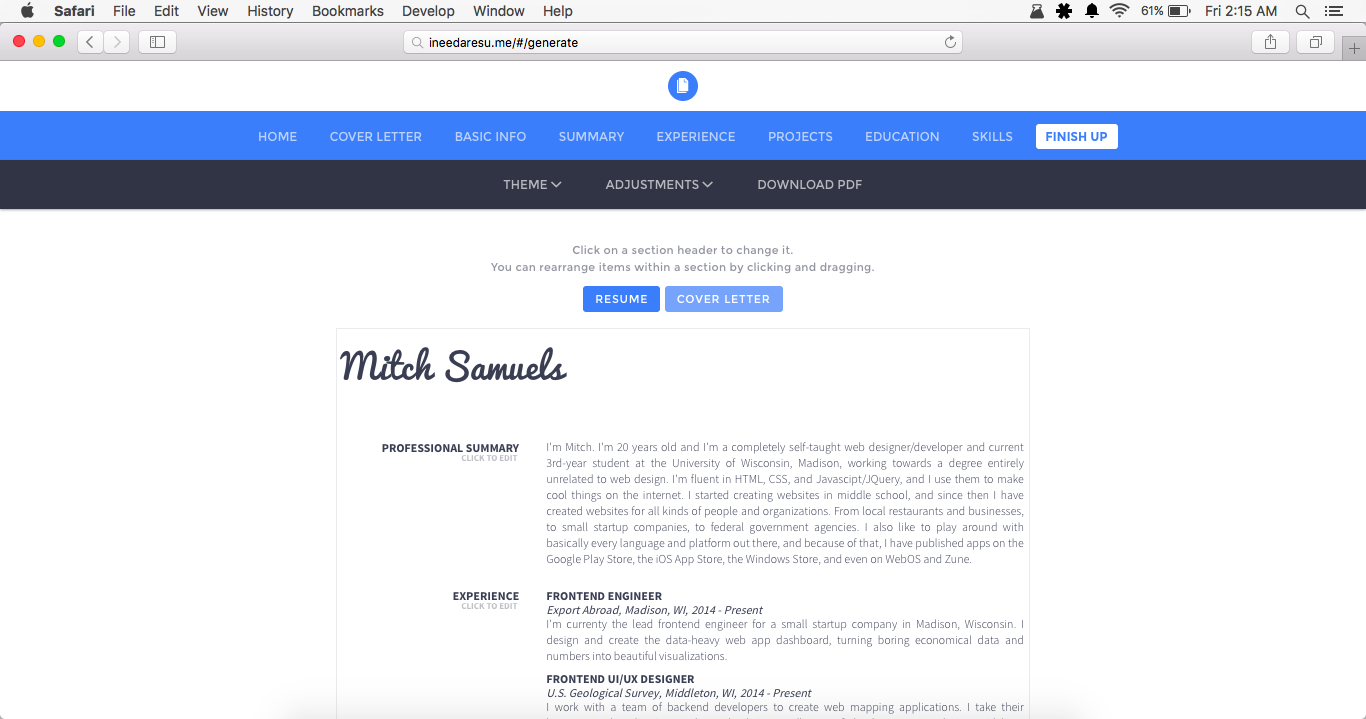 Safari File Edit View History Bookmarks Develop Window Help 61% Fri 2:15 AM
ineedaresu.me/#/generate
HOME COVER LETTER BASIC INFO SUMMARY EXPERIENCE PROJECTS EDUCATION SKILLS FINISH UP
THEME ADJUSTMENTS DOWNLOAD PDF
Click on a section header to change it.
You can rearrange items within a section by clicking and dragging.
RESUME COVER LETTER
Mitch Samuels
PROFESSIONAL SUMMARY
CLICK TO EDIT
I'm Mitch. I'm 20 years old and I'm a completely self-taught web designer/developer and current
3rd-year student at the University of Wisconsin, Madison, working towards a degree entirely
unrelated to web design. I'm fluent in HTML, CSS, and Javascipt/JQuery, and I use them to make
cool things on the internet. I started creating websites in middle school, and since then I have
created websites for all kinds of people and organizations. From local restaurants and businesses,
to small startup companies, to federal government agencies. I also like to play around with
basically every language and platform out there, and because of that, I have published apps on the
Google Play Store, the iOS App Store, the Windows Store, and even on WebOS and Zune.
EXPERIENCE
CLICK TO EDIT
FRONTEND ENGINEER
Export Abroad, Madison, WI, 2014 - Present
I'm currenty the lead frontend engineer for a small startup company in Madison, Wisconsin. I
design and create the data-heavy web app dashboard, turning boring economical data and
numbers into beautiful visualizations.
FRONTEND UI/UX DESIGNER
U.S. Geological Survey, Middleton, WI, 2014 - Present
I work with a team of backend developers to create web mapping applications. I take their